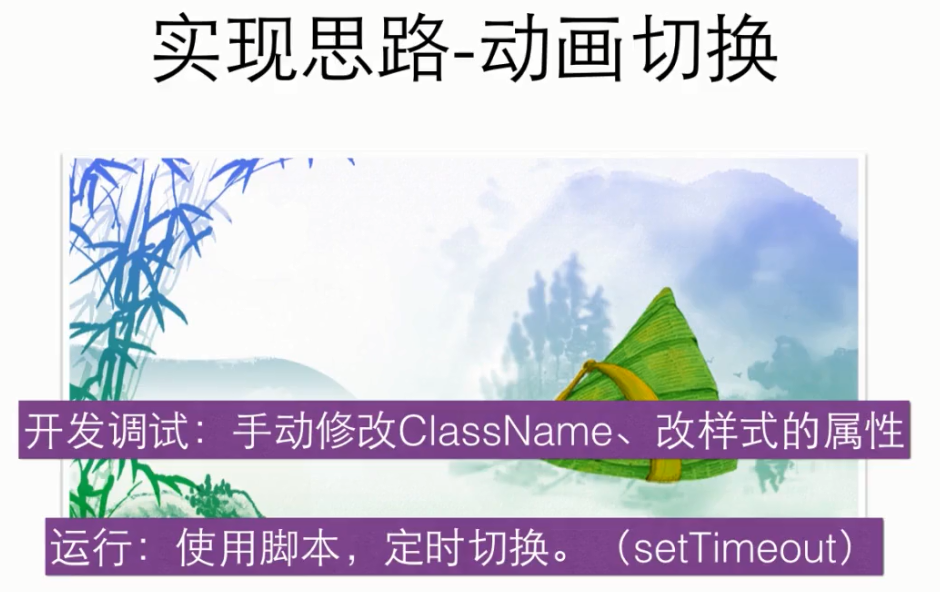 实现思路-动画切换
开发调试：手动修改ClassName、改样式的属性
运行：使用脚本，定时切换。（setTimeout）